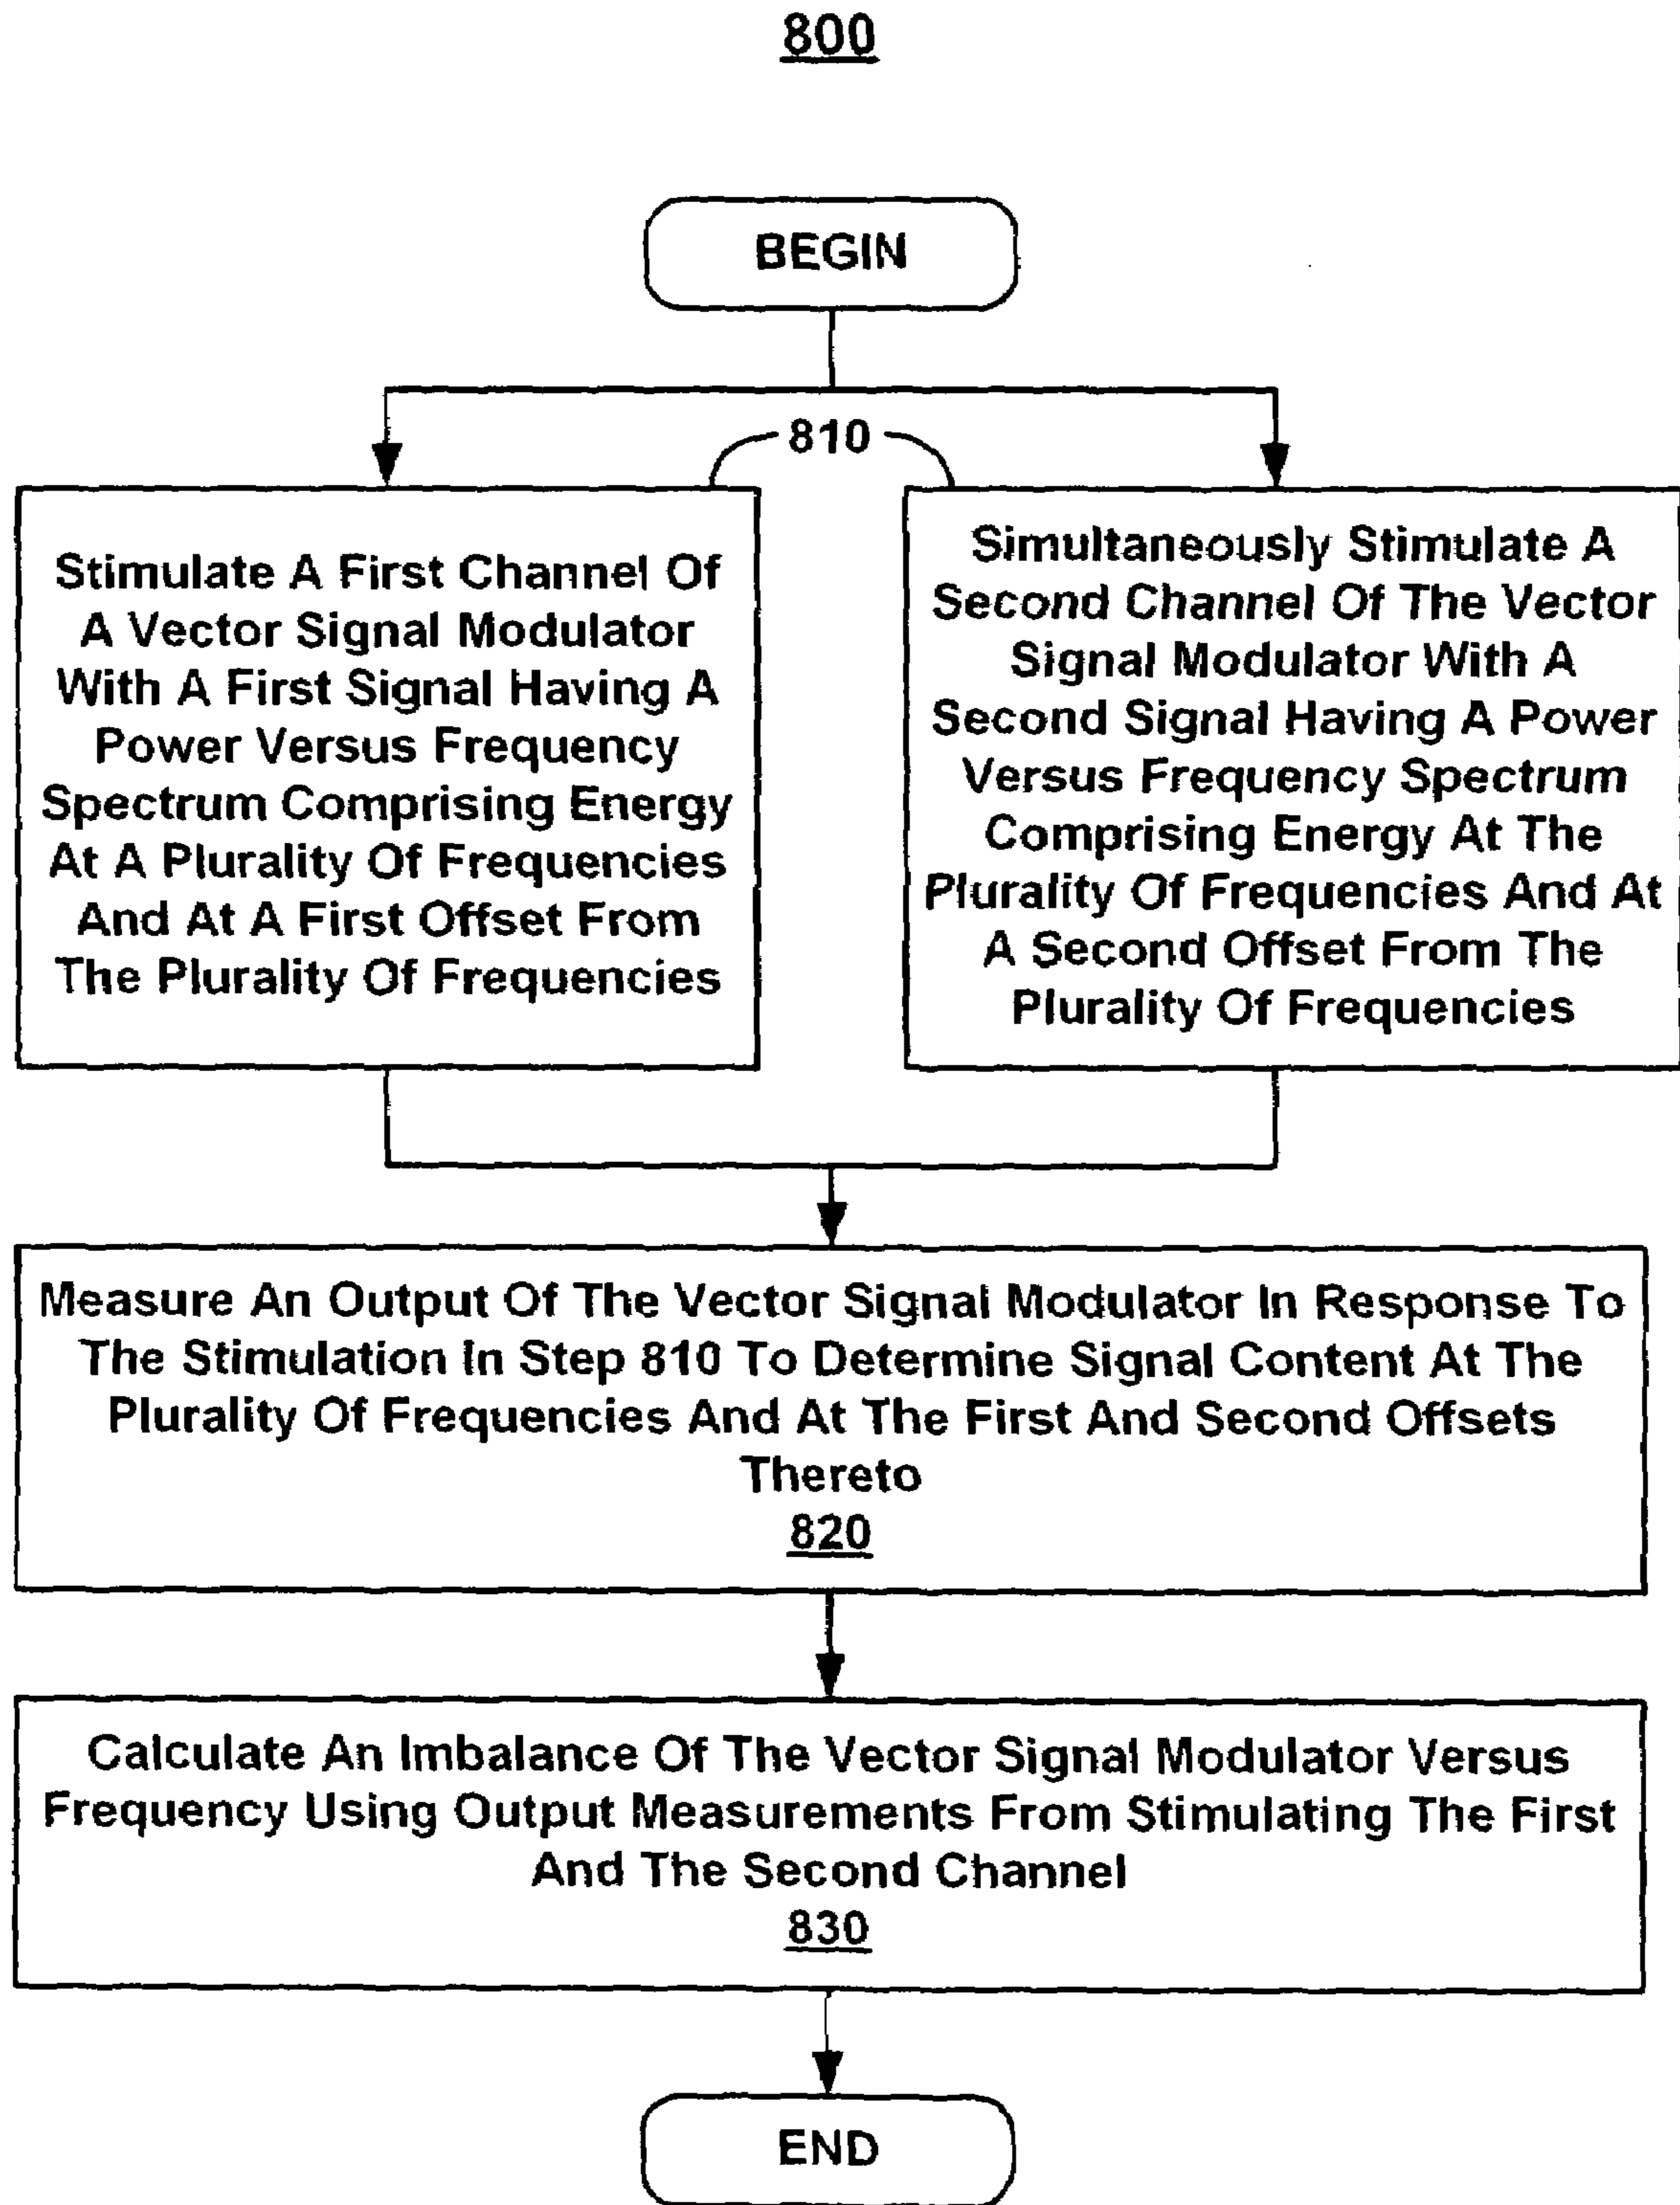 800
BEGIN
810
Stimulate A First Channel Of
A Vector Signal Modulator
With A First Signal Having A
Power Versus Frequency
Spectrum Comprising Energy
At A Plurality Of Frequencies
And At A First Offset From
The Plurality Of Frequencies
Simultaneously Stimulate A
Second Channel Of The Vector
Signal Modulator With A
Second Signal Having A Power
Versus Frequency Spectrum
Comprising Energy At The
Plurality Of Frequencies And At
A Second Offset From The
Plurality Of Frequencies
Measure An Output Of The Vector Signal Modulator In Response To
The Stimulation In Step 810 To Determine Signal Content At The
Plurality Of Frequencies And At The First And Second Offsets
Thereto
820
Calculate An Imbalance Of The Vector Signal Modulator Versus
Frequency Using Output Measurements From Stimulating The First
And The Second Channel
830
END